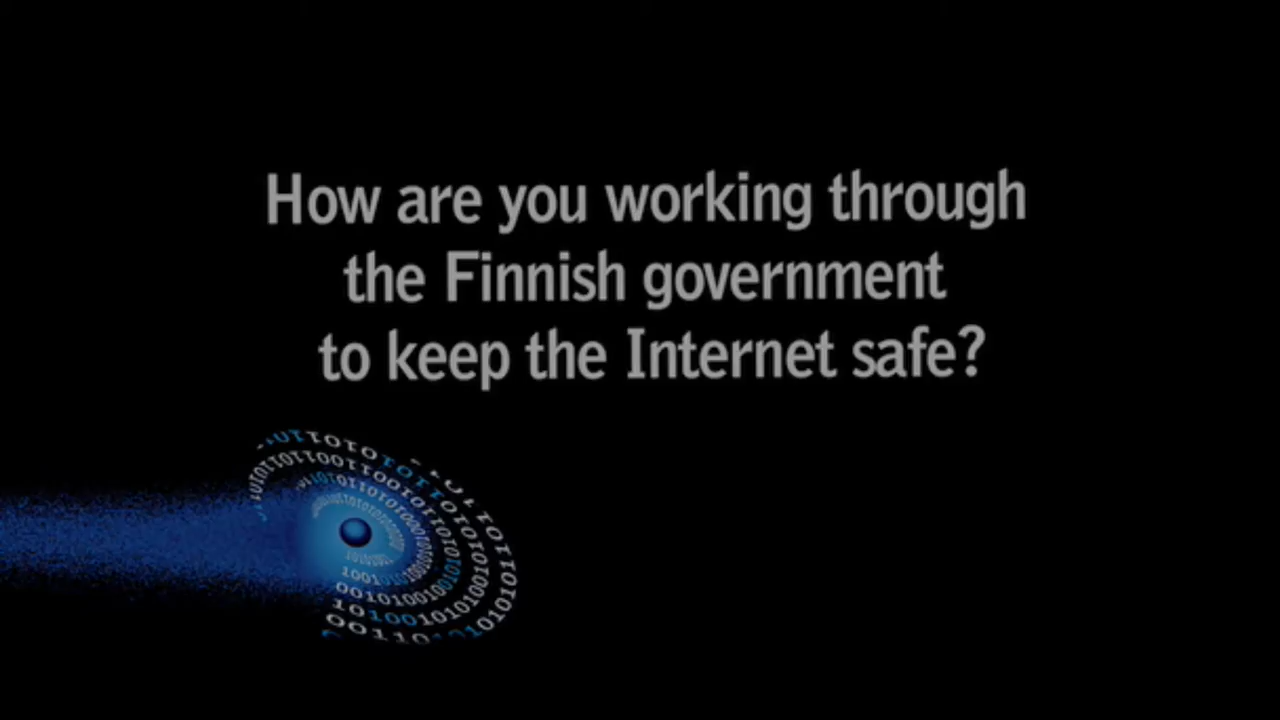 How are you working through
the Finnish government
to keep the Internet safe?